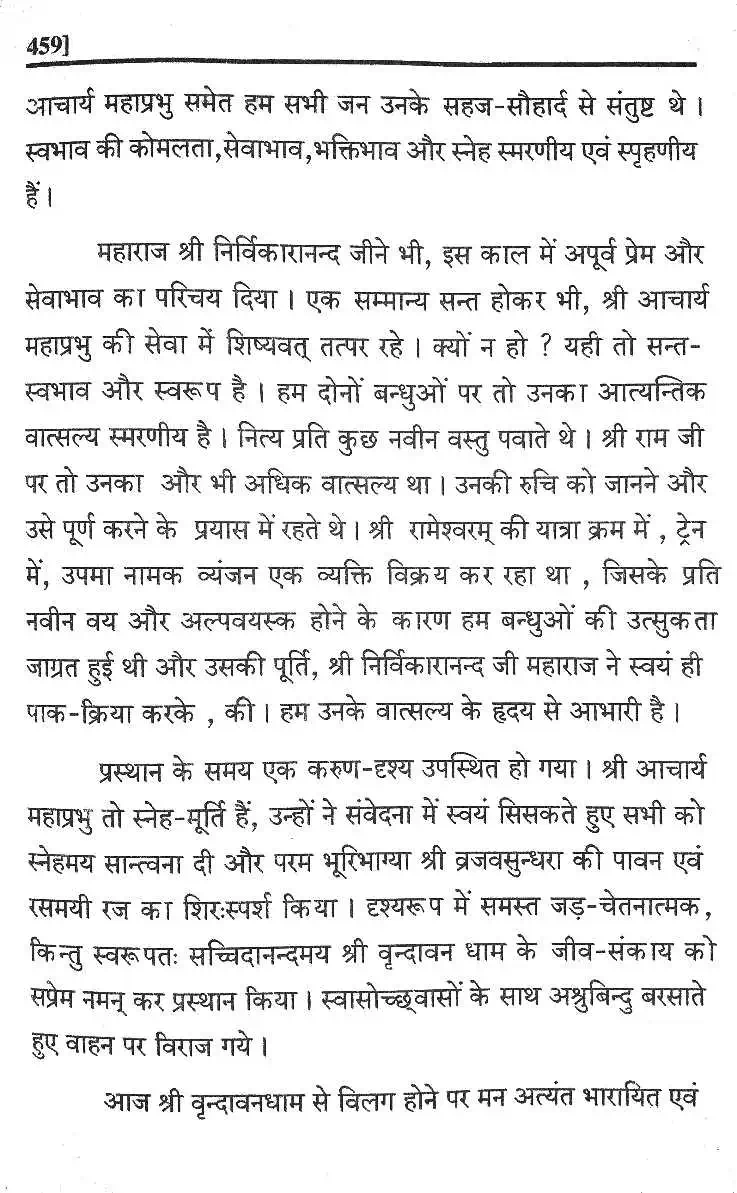 459]
आचार्य महाप्रभु समेत हम सभी जन उनके सहज-सौहार्द से संतुष्ट थे ।
स्वभाव की कोमलता,सेवाभाव,भक्तिभाव और स्नेह स्मरणीय एवं स्पृहणीय
हैं ।
महाराज श्री निर्विकारानन्द जीने भी, इस काल में अपूर्व प्रेम और
सेवाभाव का परिचय दिया । एक सम्मान्य सन्त होकर भी, श्री आचार्य
महाप्रभु की सेवा में शिष्यवत् तत्पर रहे । क्यों न हो ? यही तो सन्त-
स्वभाव और स्वरूप है । हम दोनों बन्धुओं पर तो उनका आत्यन्तिक
वात्सल्य स्मरणीय है । नित्य प्रति कुछ नवीन वस्तु पवाते थे । श्री राम जी
पर तो उनका और भी अधिक वात्सल्य था । उनकी रुचि को जानने और
उसे पूर्ण करने के प्रयास में रहते थे । श्री रामेश्वरम् की यात्रा क्रम में , ट्रेन
में, उपमा नामक व्यंजन एक व्यक्ति विक्रय कर रहा था , जिसके प्रति
नवीन वय और अल्पवयस्क होने के कारण हम बन्धुओं की उत्सुकता
जाग्रत हुई थी और उसकी पूर्ति, श्री निर्विकारानन्द जी महाराज ने स्वयं ही
पाक-क्रिया करके , की । हम उनके वात्सल्य के हृदय से आभारी है ।
प्रस्थान के समय एक करुण-दृश्य उपस्थित हो गया । श्री आचार्य
महाप्रभु तो स्नेह-मूर्ति हैं, उन्हों ने संवेदना में स्वयं सिसकते हुए सभी को
स्नेहमय सान्त्वना दी और परम भूरिभाग्या श्री व्रजवसुन्धरा की पावन एवं
रसमयी रज का शिरःस्पर्श किया । दृश्यरूप में समस्त जड़-चेतनात्मक,
किन्तु स्वरूपतः सच्चिदानन्दमय श्री वृन्दावन धाम के जीव-संकाय को
सप्रेम नमन् कर प्रस्थान किया । स्वासोच्छ्वासों के साथ अश्रुबिन्दु बरसाते
हुए वाहन पर विराज गये ।
आज श्री वृन्दावनधाम से विलग होने पर मन अत्यंत भारायित एवं